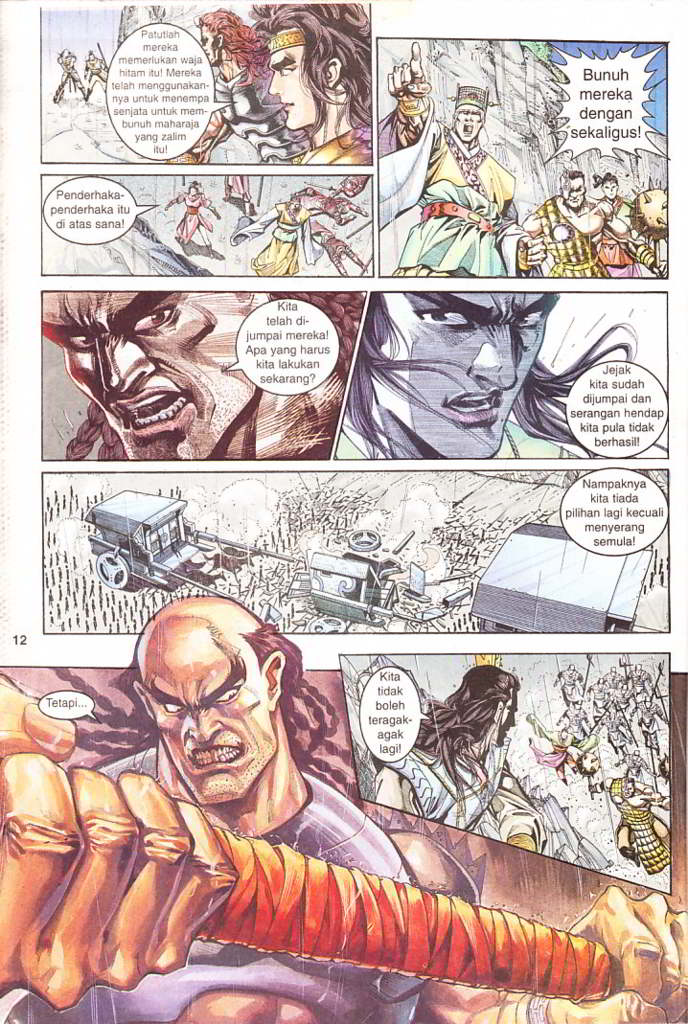 Patutlah
mereka
memerlukan waja
hitam itu! Mereka
telah menggunakan-
nya untuk menempa
senjata untuk mem-
bunuh maharaja
yang zalim
itu!
Bunuh
mereka
dengan
sekaligus!
Penderhaka-
penderhaka itu
di atas sana!
Kita
telah di-
jumpai mereka!
Apa yang harus
kita lakukan
sekarang?
Jejak
kita sudah
dijumpai dan
serangan hendap
kita pula tidak
berhasil!
Nampaknya
kita tiada
pilihan lagi kecuali
menyerang
semula!
12
Tetapi...
Kita
tidak
boleh
teragak-
agak
lagi!